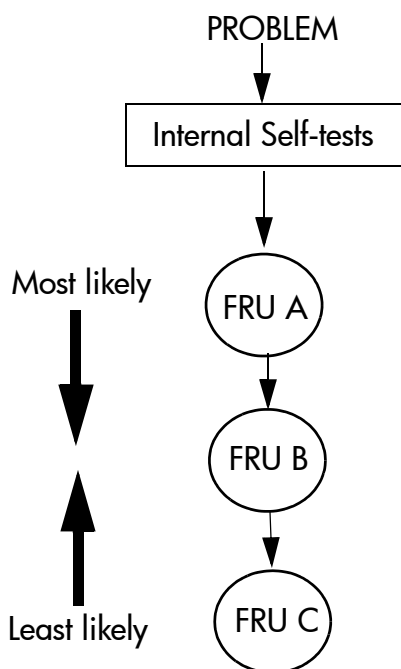 PROBLEM
Internal Self-tests
Most likely
FRU A
FRU B
Least likely
FRU C